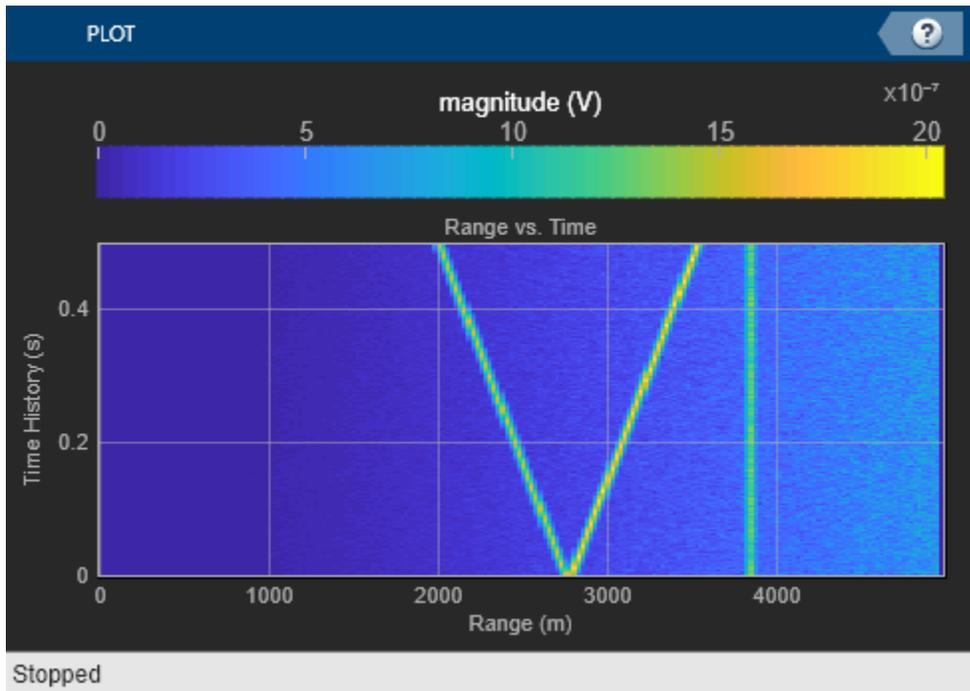 PLOT
?
magnitude (V)
x10⁻⁷
0 5 10 15 20
Range vs. Time
0.4
0.2
0
Time History (s)
0 1000 2000 3000 4000
Range (m)
Stopped